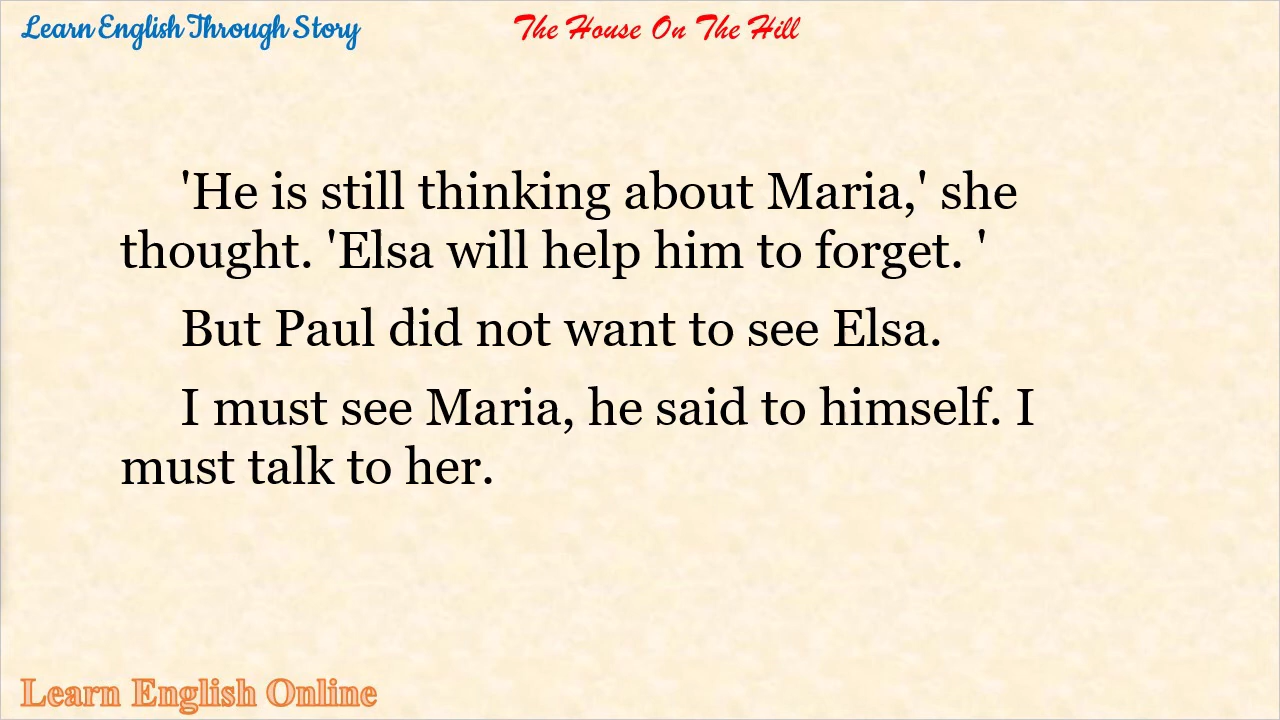 Learn English Through Story
The House On The Hill
'He is still thinking about Maria,' she
thought. 'Elsa will help him to forget. '
But Paul did not want to see Elsa.
I must see Maria, he said to himself. I
must talk to her.
Learn English Online